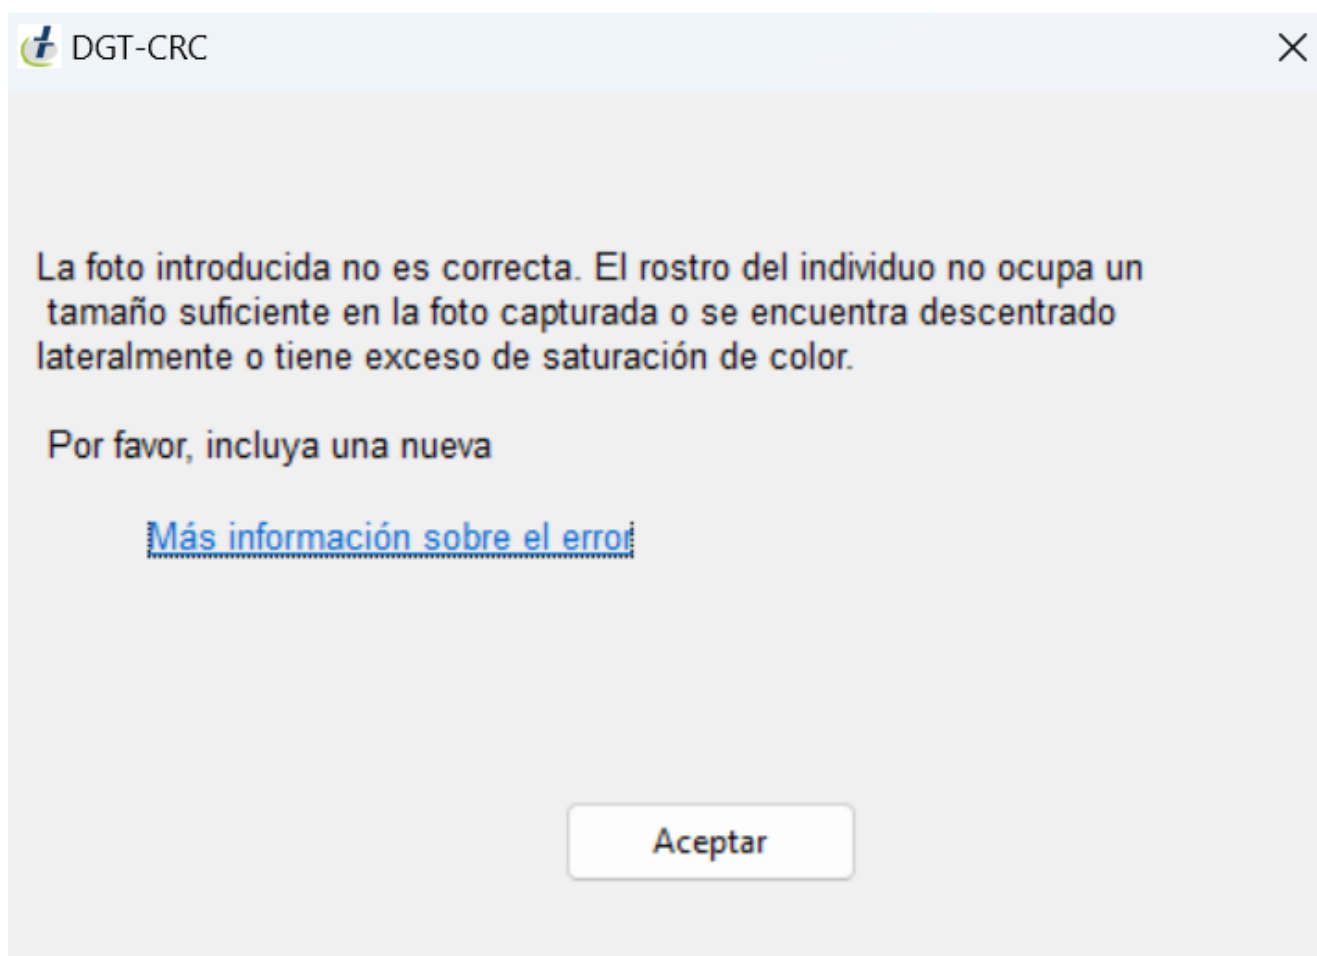 DGT-CRC
La foto introducida no es correcta. El rostro del individuo no ocupa un
tamaño suficiente en la foto capturada o se encuentra descentrado
lateralmente o tiene exceso de saturación de color.
Por favor, incluya una nueva
Más información sobre el error
Aceptar